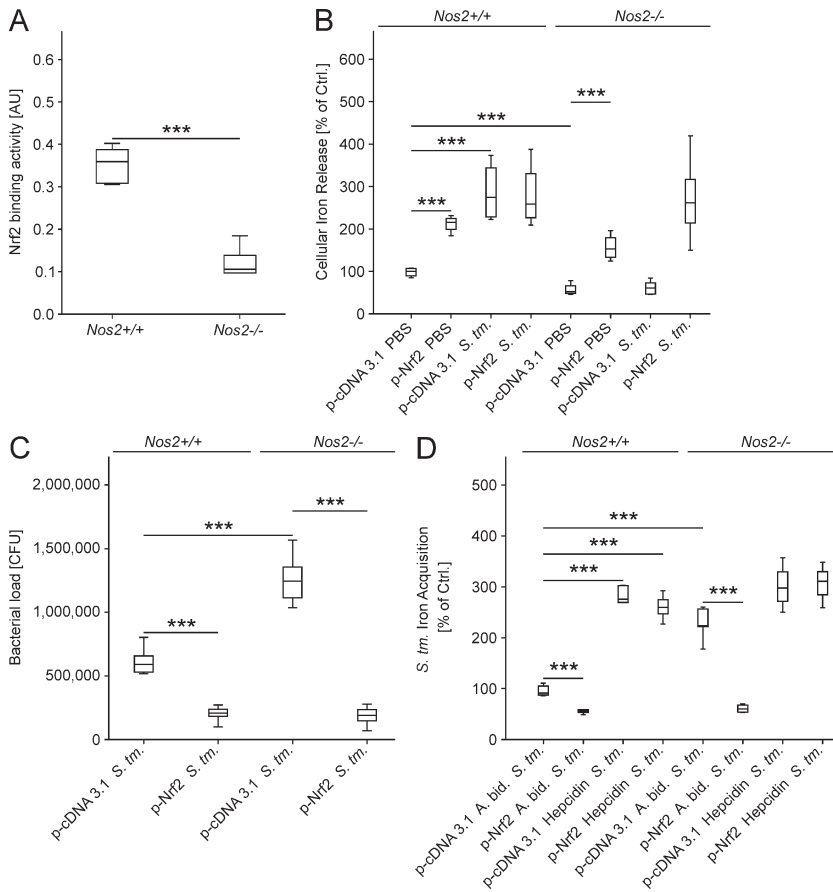 A
Nrf2 binding activity [AU]
0.6
0.5
0.4
0.3
0.2
0.1
0.0
***
Nos2+/+
Nos2-/-
B
Nos2+/+
Nos2-/-
Cellular Iron Release [% of Ctrl.]
600
500
400
300
200
100
0
***
***
***
***
p-cDNA 3.1 PBS
p-Nrf2 PBS
p-cDNA 3.1 S. tm.
p-Nrf2 S. tm.
p-cDNA 3.1 PBS
p-Nrf2 PBS
p-cDNA 3.1 S. tm.
p-Nrf2 S. tm.
C
Nos2+/+
Nos2-/-
Bacterial load [CFU]
2,000,000
1,500,000
1,000,000
500,000
0
***
***
***
p-cDNA 3.1 S. tm.
p-Nrf2 S. tm.
p-cDNA 3.1 S. tm.
p-Nrf2 S. tm.
D
Nos2+/+
Nos2-/-
S. tm. Iron Acquisition
[% of Ctrl.]
500
400
300
200
100
0
***
***
***
***
***
p-cDNA 3.1 A. bid. S. tm.
p-Nrf2 A. bid. S. tm.
p-cDNA 3.1 Hepcidin S. tm.
p-Nrf2 Hepcidin S. tm.
p-cDNA 3.1 A. bid. S. tm.
p-Nrf2 A. bid. S. tm.
p-cDNA 3.1 Hepcidin S. tm.
p-Nrf2 Hepcidin S. tm.